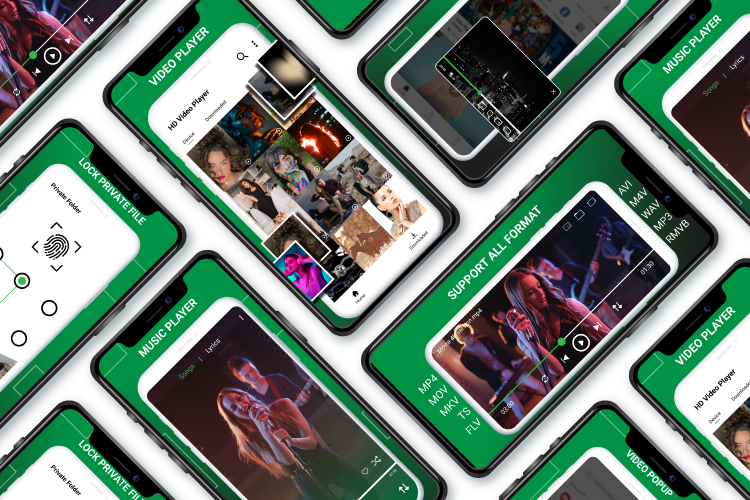 VIDEO PLAYER
HD Video Player
Device
Downloaded
Home
Downloaded
MUSIC PLAYER
Songs | Lyrics
LOCK PRIVATE FILE
Private Folder
SUPPORT ALL FORMAT
AVI
M4V
WAV
MP3
RMVB
01:30
03:00
MP4
MOV
MKV
TS
FLV
MUSIC PLAYER
Songs | Lyrics
VIDEO PLAYER
HD Video Player
Device
Downloaded
LOCK PRIVATE FILE
Private Folder
VIDEO POPUP